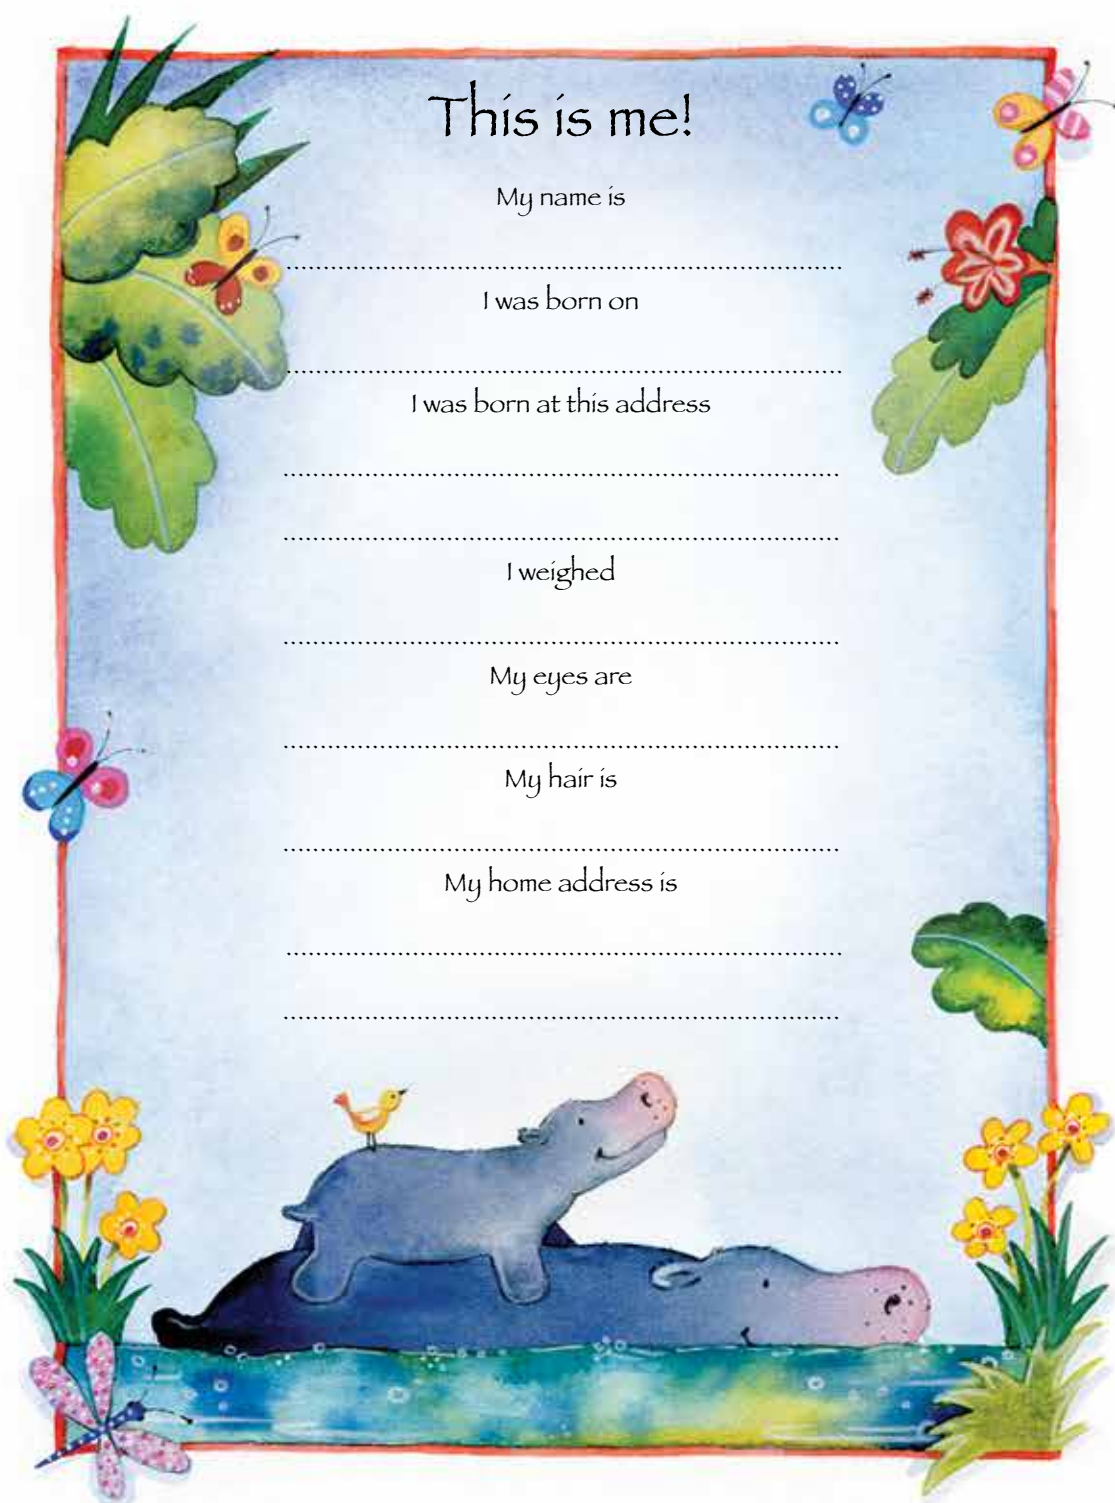 This is me!
My name is
I was born on
I was born at this address
I weighed
My eyes are
My hair is
My home address is